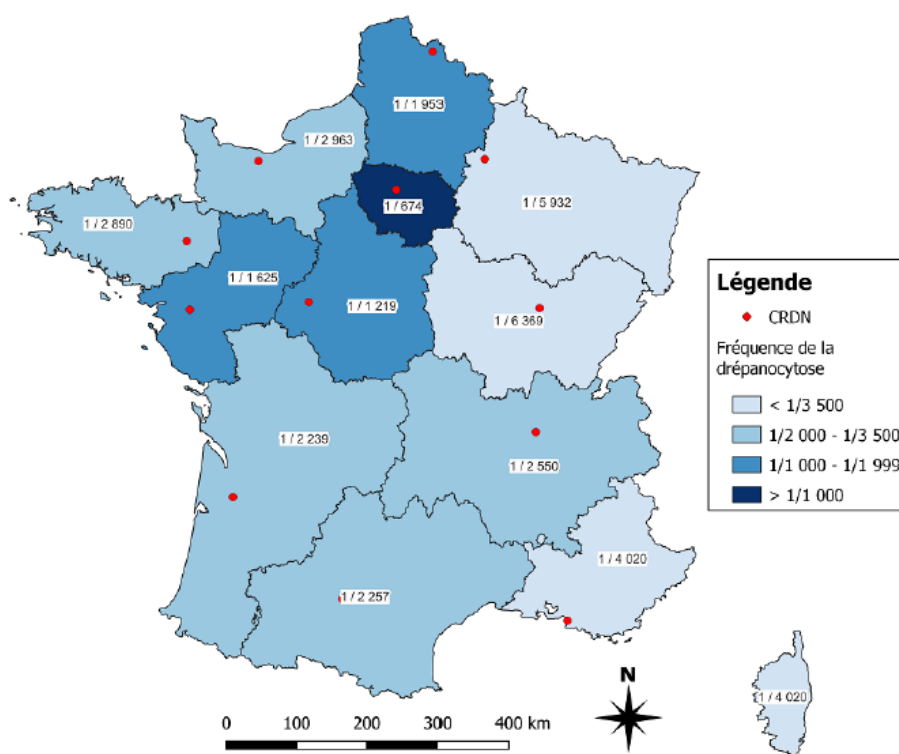 1 / 1 953
1 / 2 963
1 / 5 932
1 / 674
1 / 2 890
1 / 1 625
1 / 1 219
1 / 6 369
1 / 2 239
1 / 2 550
1 / 4 020
1 / 2 257
1 / 4 020
Légende
CRDN
Fréquence de la
drépanocytose
< 1/3 500
1/2 000 - 1/3 500
1/1 000 - 1/1 999
> 1/1 000
N
0 100 200 300 400 km